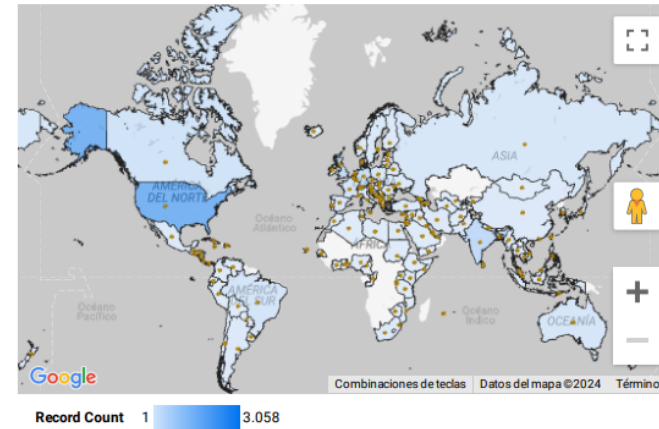 ASIA
AMÉRICA
DEL NORTE
Océano
Atlántico
ÁFRICA
AMÉRICA
DEL SUR
OCEANÍA
Océano
Pacífico
Océano
Índico
Google
Combinaciones de teclas
Datos del mapa ©2024
Término
Record Count 1 3.058